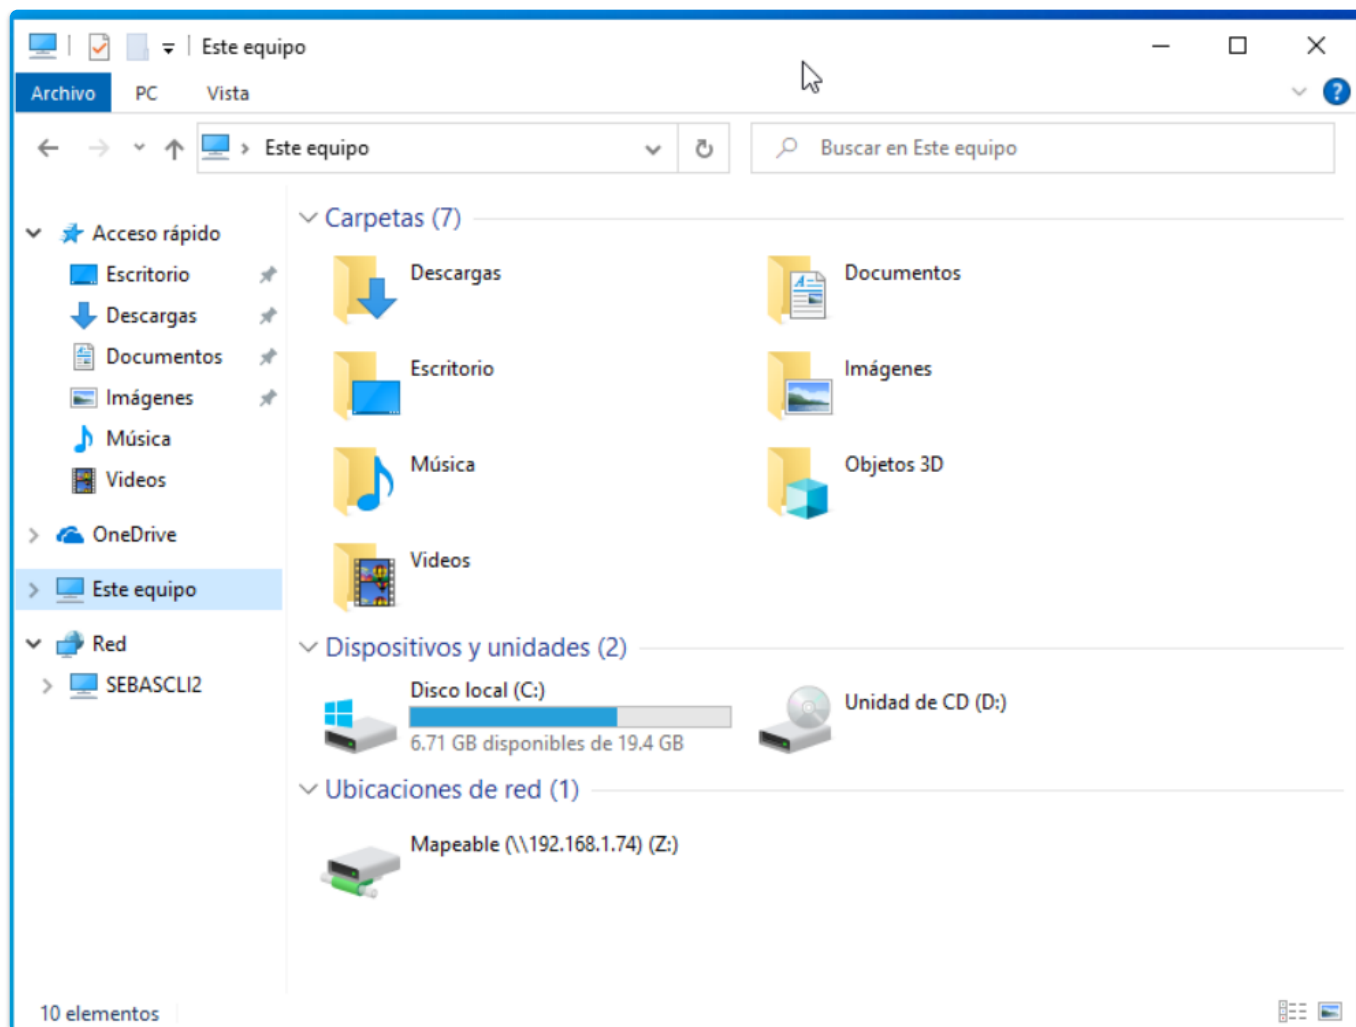 Este equipo
Archivo PC Vista
Este equipo
Buscar en Este equipo
Acceso rápido
Escritorio
Descargas
Documentos
Imágenes
Música
Videos
OneDrive
Este equipo
Red
SEBASCLI2
Carpetas (7)
Descargas
Documentos
Escritorio
Imágenes
Música
Objetos 3D
Videos
Dispositivos y unidades (2)
Disco local (C:)
6.71 GB disponibles de 19.4 GB
Unidad de CD (D:)
Ubicaciones de red (1)
Mapeable (\\192.168.1.74) (Z:)
10 elementos